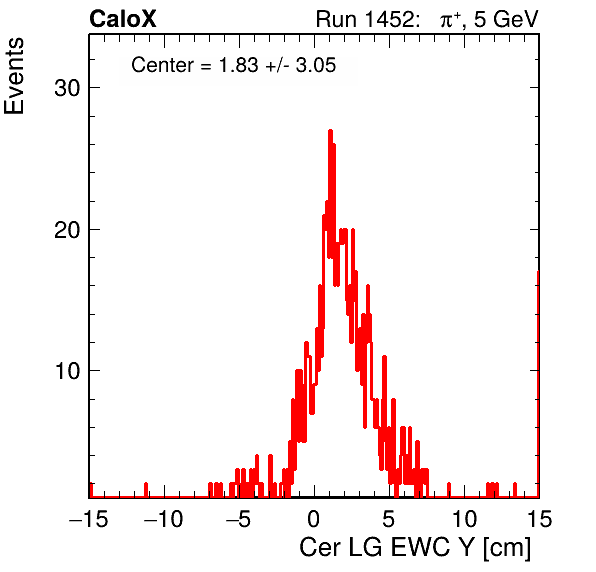 CaloX Run 1452: π⁺, 5 GeV
Events
Center = 1.83 +/- 3.05
30
20
10
−15 −10 −5 0 5 10 15
Cer LG EWC Y [cm]